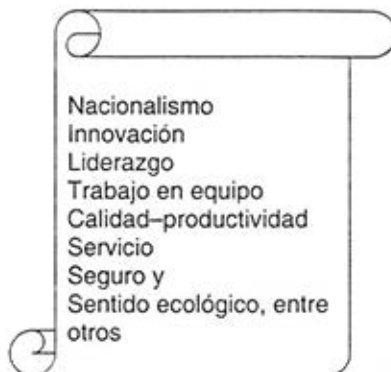 Nacionalismo
Innovación
Liderazgo
Trabajo en equipo
Calidad–productividad
Servicio
Seguro y
Sentido ecológico, entre
otros